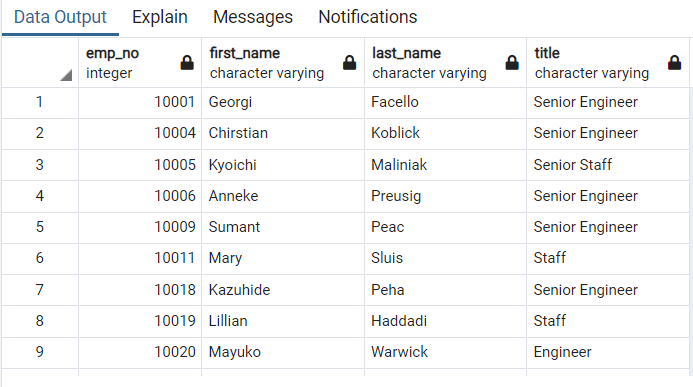 Data Output Explain Messages Notifications
emp_no first_name last_name title
integer character varying character varying character varying
1 10001 Georgi Facello Senior Engineer
2 10004 Chirstian Koblick Senior Engineer
3 10005 Kyoichi Maliniak Senior Staff
4 10006 Anneke Preusig Senior Engineer
5 10009 Sumant Peac Senior Engineer
6 10011 Mary Sluis Staff
7 10018 Kazuhide Peha Senior Engineer
8 10019 Lillian Haddadi Staff
9 10020 Mayuko Warwick Engineer